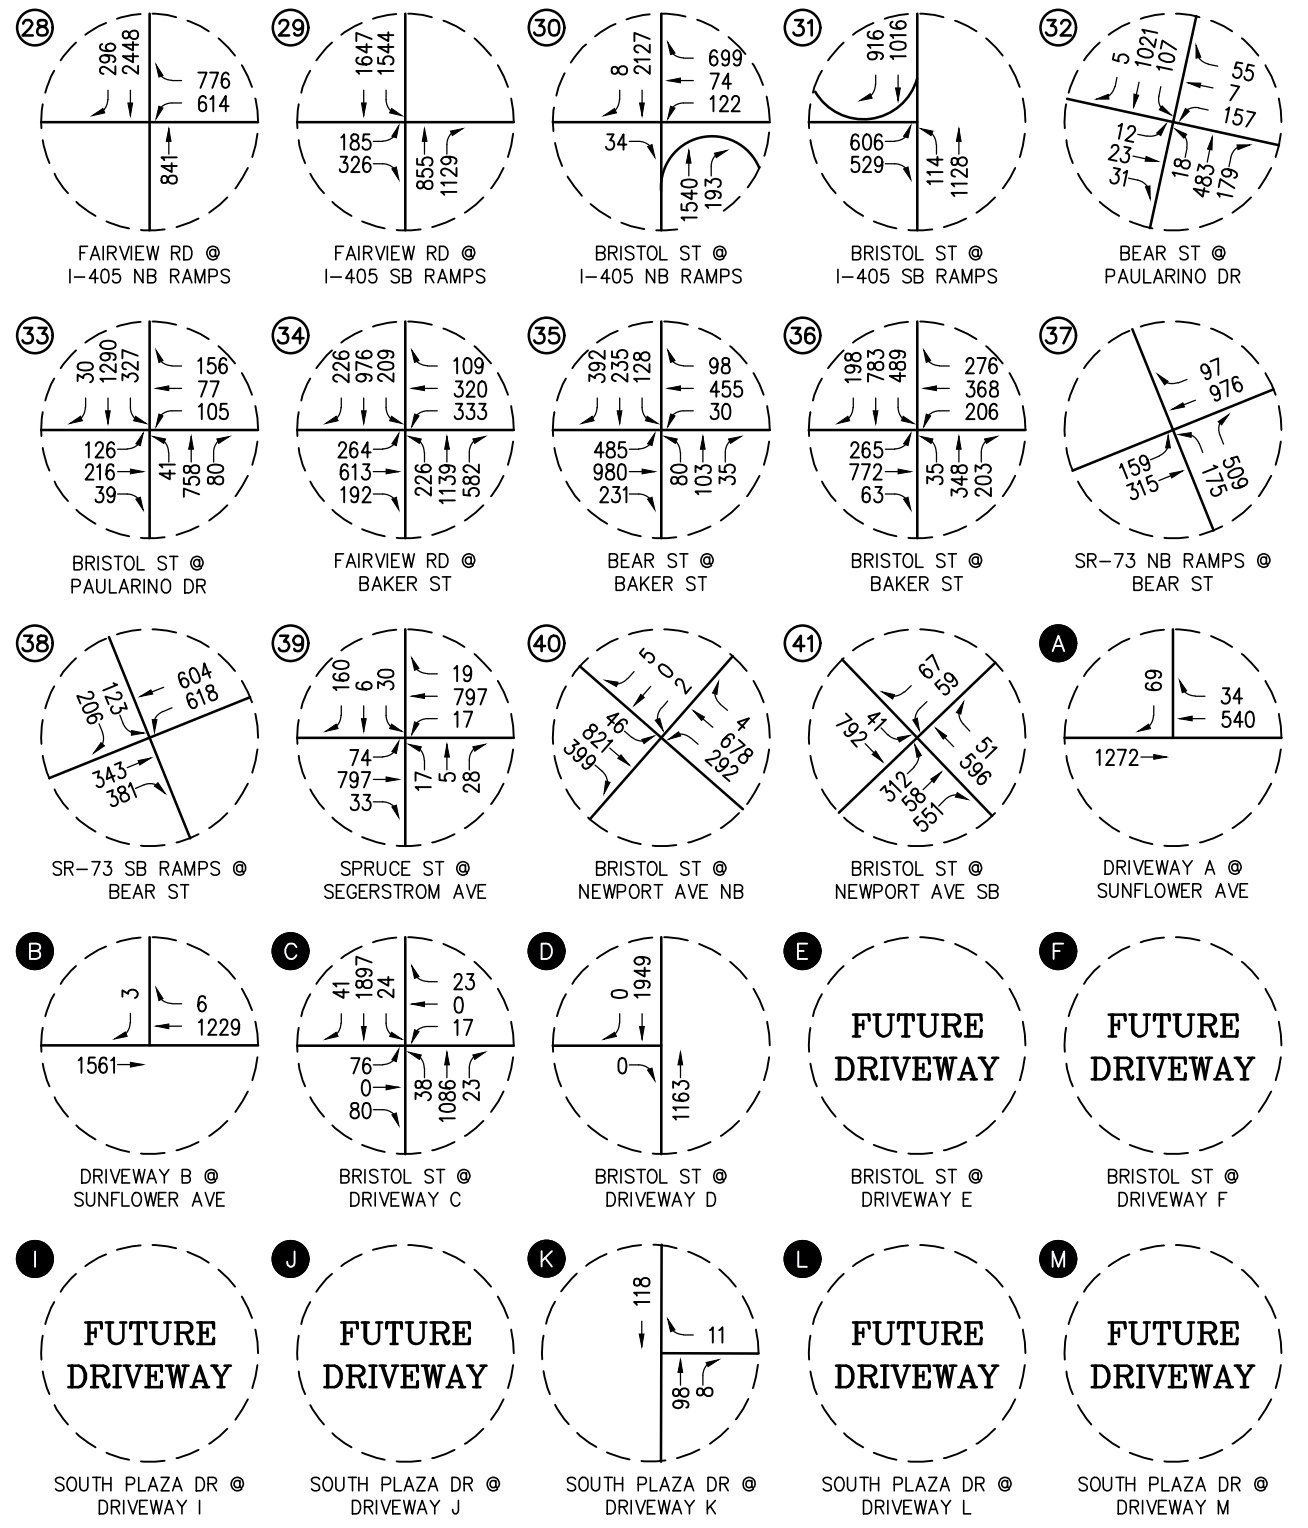 28
296
2448
776
614
841
FAIRVIEW RD @
I-405 NB RAMPS
29
1647
1544
185
326
855
1129
FAIRVIEW RD @
I-405 SB RAMPS
30
8
2127
699
74
122
34
1540
193
BRISTOL ST @
I-405 NB RAMPS
31
916
1016
606
529
114
1128
BRISTOL ST @
I-405 SB RAMPS
32
5
1021
107
55
7
157
12
23
31
18
483
179
BEAR ST @
PAULARINO DR
33
30
1290
327
156
77
105
126
216
39
41
758
80
BRISTOL ST @
PAULARINO DR
34
226
976
209
109
320
333
264
613
192
226
1139
582
FAIRVIEW RD @
BAKER ST
35
392
235
128
98
455
30
485
980
231
80
103
35
BEAR ST @
BAKER ST
36
198
783
489
276
368
206
265
772
63
35
348
203
BRISTOL ST @
BAKER ST
37
97
976
159
315
509
175
SR-73 NB RAMPS @
BEAR ST
38
206
123
604
618
343
381
SR-73 SB RAMPS @
BEAR ST
39
160
6
30
19
797
17
74
797
33
17
5
28
SPRUCE ST @
SEGERSTROM AVE
40
5
0
2
46
821
399
4
678
292
BRISTOL ST @
NEWPORT AVE NB
41
67
59
41
792
51
596
312
58
551
BRISTOL ST @
NEWPORT AVE SB
A
69
34
540
1272
DRIVEWAY A @
SUNFLOWER AVE
B
3
6
1229
1561
DRIVEWAY B @
SUNFLOWER AVE
C
41
1897
24
23
0
17
76
0
80
38
1086
23
BRISTOL ST @
DRIVEWAY C
D
0
1949
0
1163
BRISTOL ST @
DRIVEWAY D
E
FUTURE
DRIVEWAY
BRISTOL ST @
DRIVEWAY E
F
FUTURE
DRIVEWAY
BRISTOL ST @
DRIVEWAY F
I
FUTURE
DRIVEWAY
SOUTH PLAZA DR @
DRIVEWAY I
J
FUTURE
DRIVEWAY
SOUTH PLAZA DR @
DRIVEWAY J
K
118
11
98
8
SOUTH PLAZA DR @
DRIVEWAY K
L
FUTURE
DRIVEWAY
SOUTH PLAZA DR @
DRIVEWAY L
M
FUTURE
DRIVEWAY
SOUTH PLAZA DR @
DRIVEWAY M